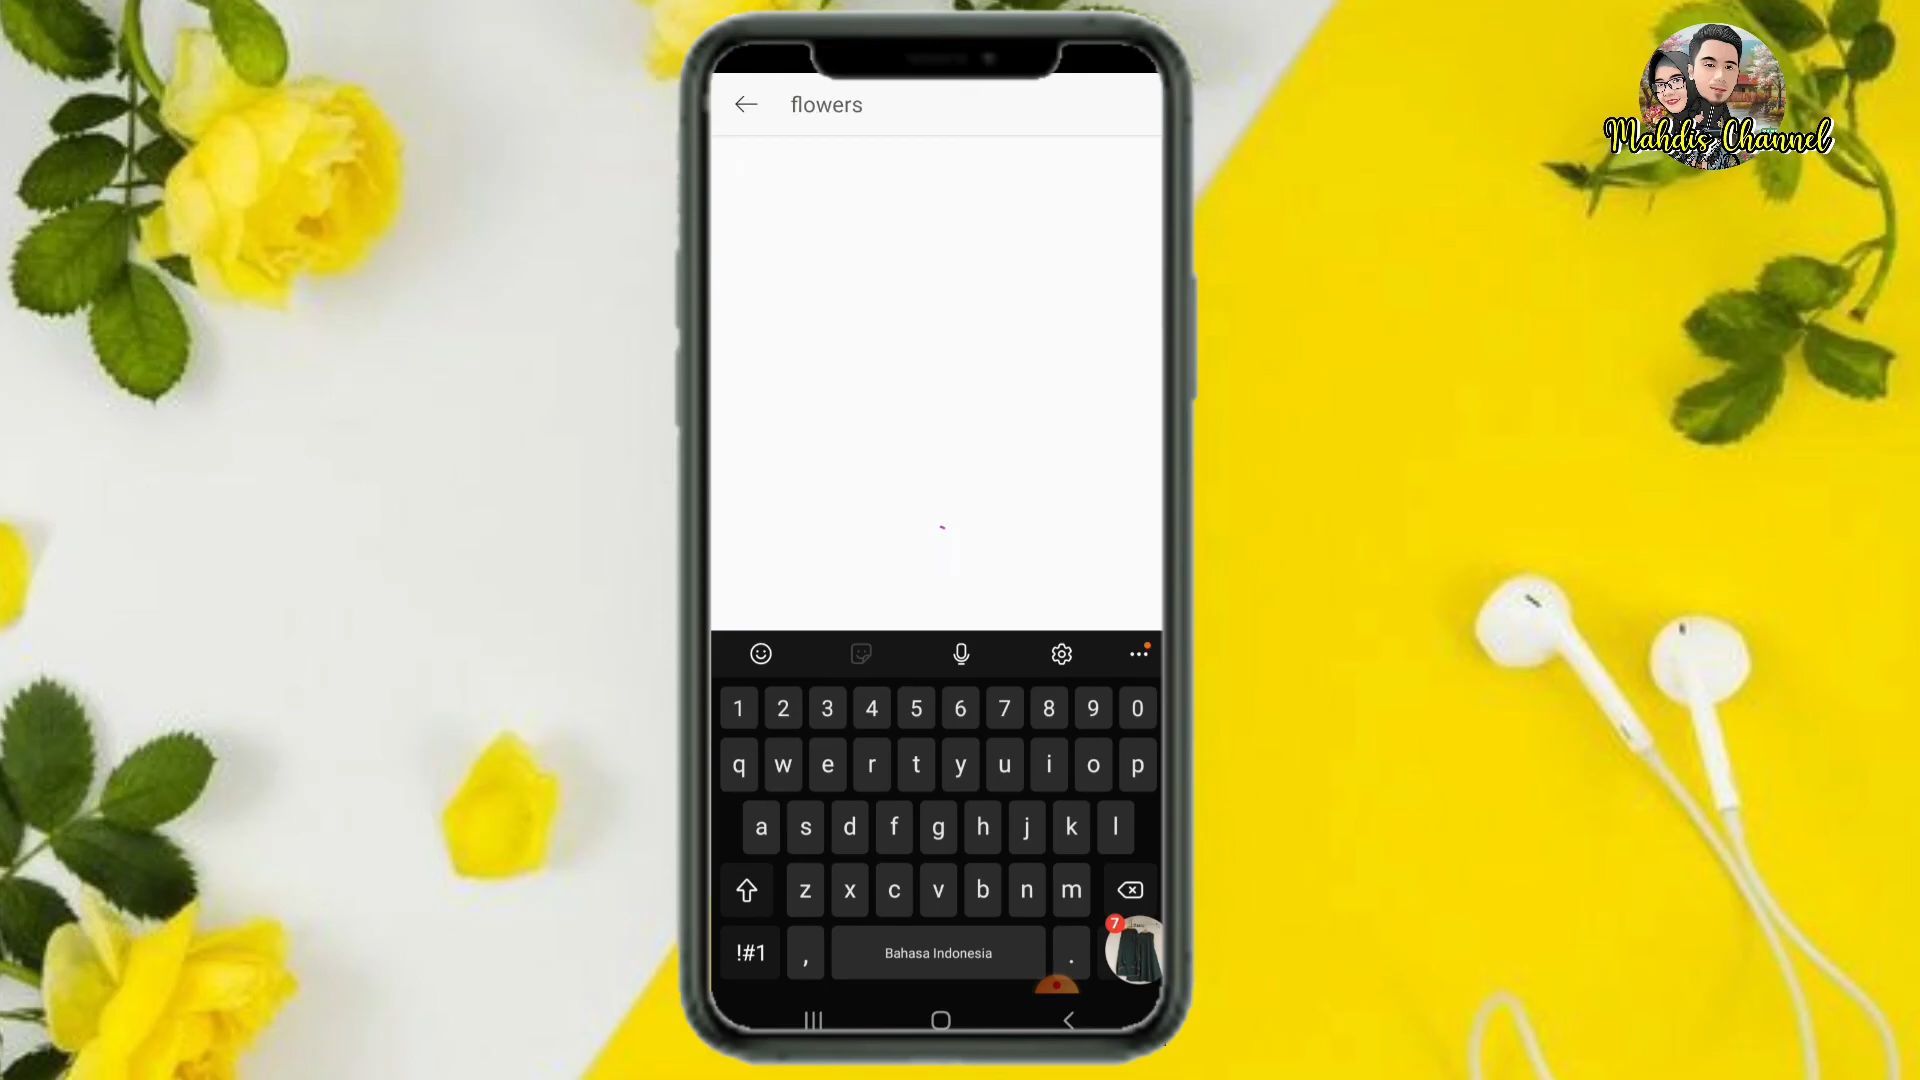 flowers
Mahdis Channel
1 2 3 4 5 6 7 8 9 0
q w e r t y u i o p
a s d f g h j k l
z x c v b n m
7
!#1 , Bahasa Indonesia .